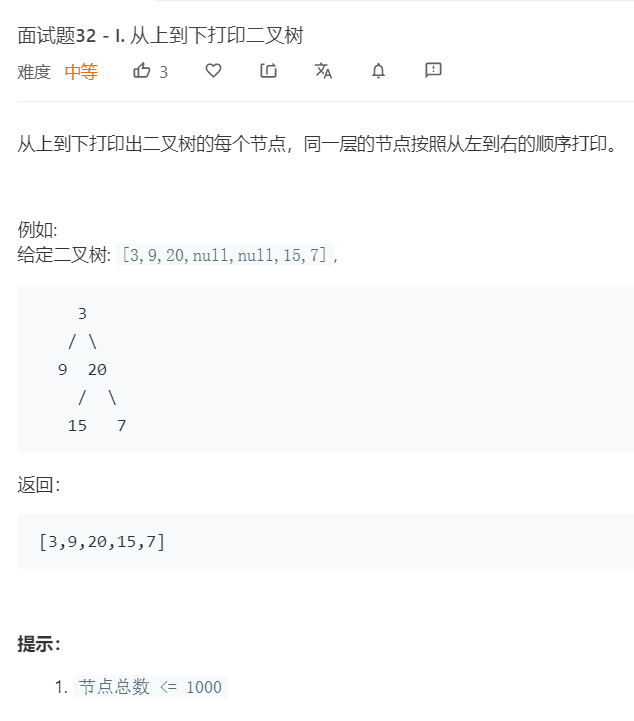 面试题32 - I. 从上到下打印二叉树
难度 中等 3
从上到下打印出二叉树的每个节点，同一层的节点按照从左到右的顺序打印。
例如:
给定二叉树: [3,9,20,null,null,15,7],
3
/ \
9 20
/ \
15 7
返回：
[3,9,20,15,7]
提示：
1. 节点总数 <= 1000